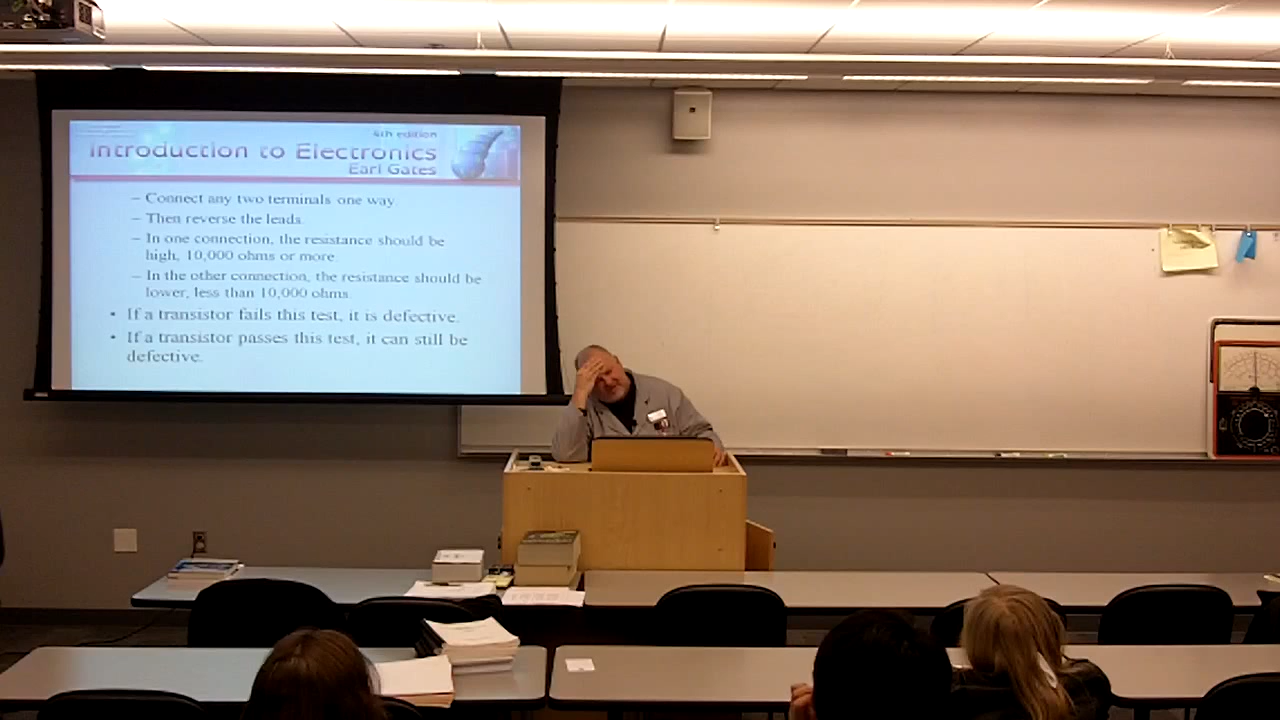 4th edition
Introduction to Electronics
Earl Gates
– Connect any two terminals one way.
– Then reverse the leads.
– In one connection, the resistance should be
high, 10,000 ohms or more.
– In the other connection, the resistance should be
lower, less than 10,000 ohms.
• If a transistor fails this test, it is defective.
• If a transistor passes this test, it can still be
defective.